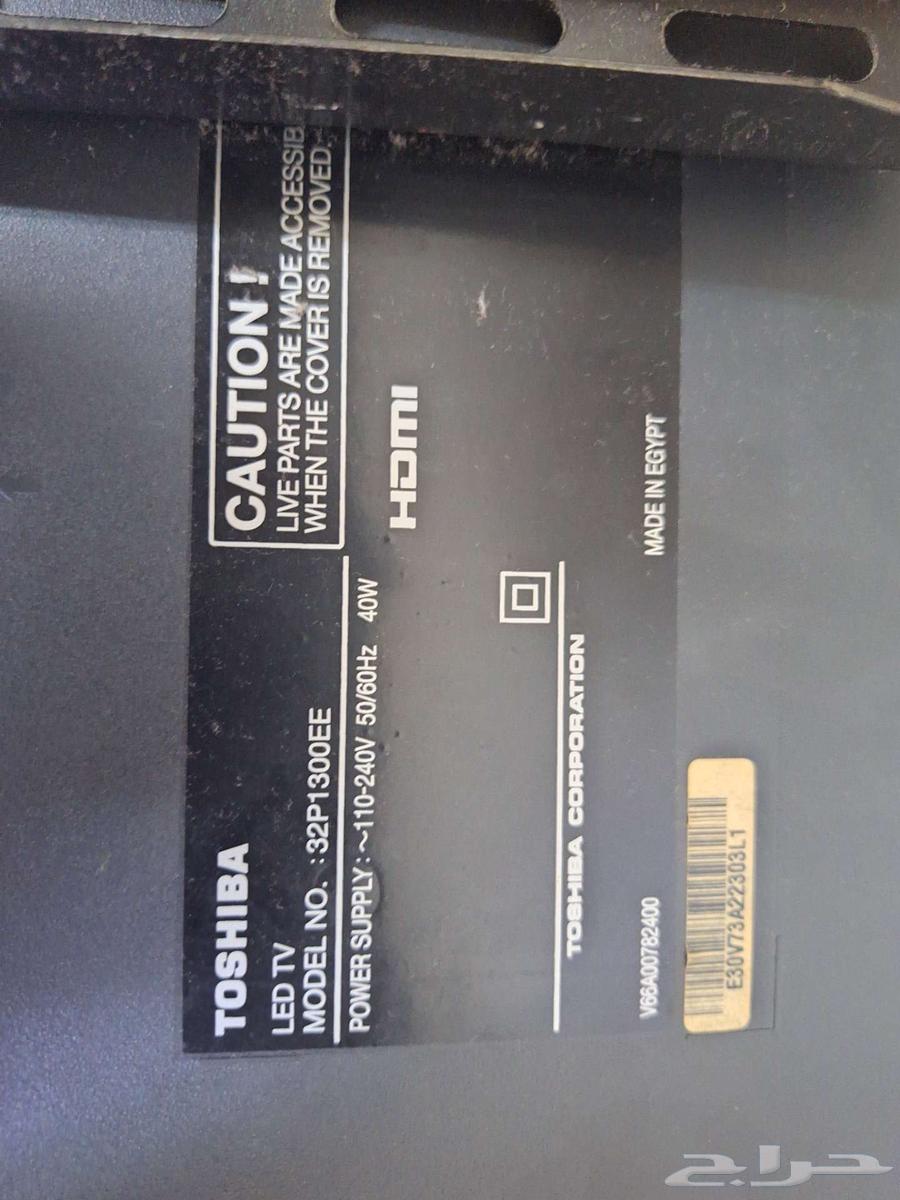 TOSHIBA
LED TV
MODEL NO. : 32P1300EE
POWER SUPPLY : ~110-240V 50/60Hz 40W
CAUTION !
LIVE PARTS ARE MADE ACCESSIB
WHEN THE COVER IS REMOVED.
HDMI
TOSHIBA CORPORATION
V66A00782400
MADE IN EGYPT
E30V73A22303L1
حراج